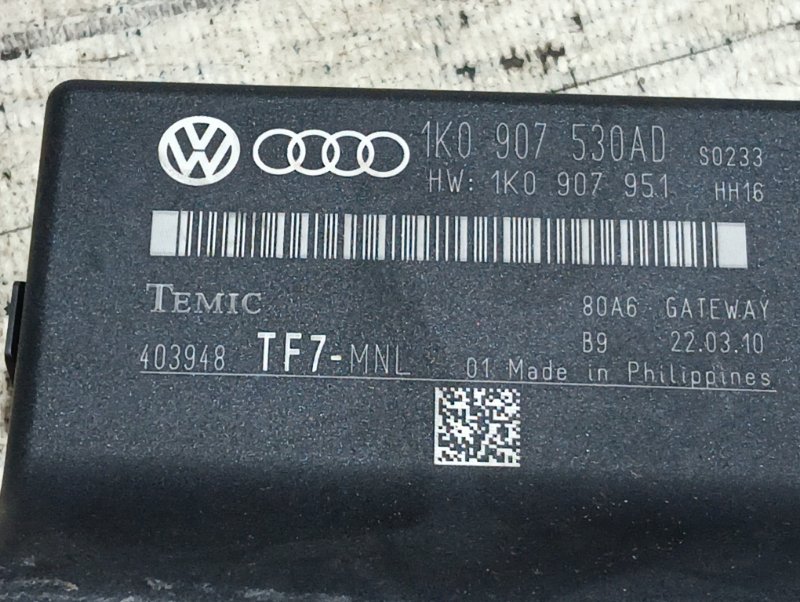 1K0 907 530AD S0233
HW: 1K0 907 951 HH16
TEMIC
80A6 GATEWAY
B9 22.03.10
403948 TF7-MNL 01 Made in Philippines